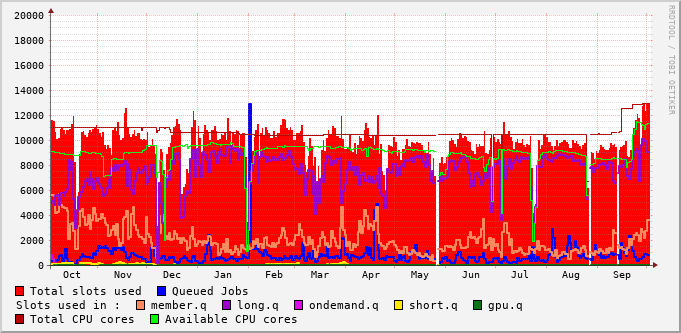 20000
18000
16000
14000
12000
10000
8000
6000
4000
2000
0
Oct Nov Dec Jan Feb Mar Apr May Jun Jul Aug Sep
Total slots used Queued Jobs
Slots used in : member.q long.q ondemand.q short.q gpu.q
Total CPU cores Available CPU cores
RRDTOOL / TOBI OETIKER